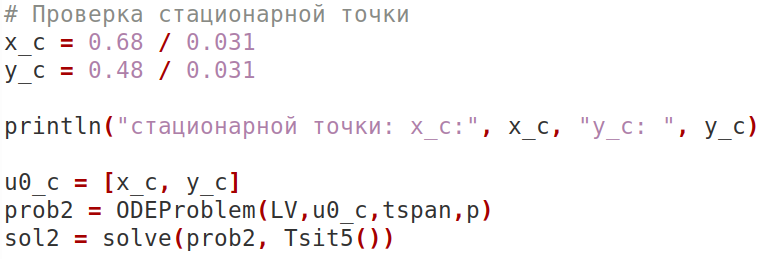 # Проверка стационарной точки
x_c = 0.68 / 0.031
y_c = 0.48 / 0.031
println("стационарной точки: x_c:", x_c, "y_c: ", y_c)
u0_c = [x_c, y_c]
prob2 = ODEProblem(LV,u0_c,tspan,p)
sol2 = solve(prob2, Tsit5())